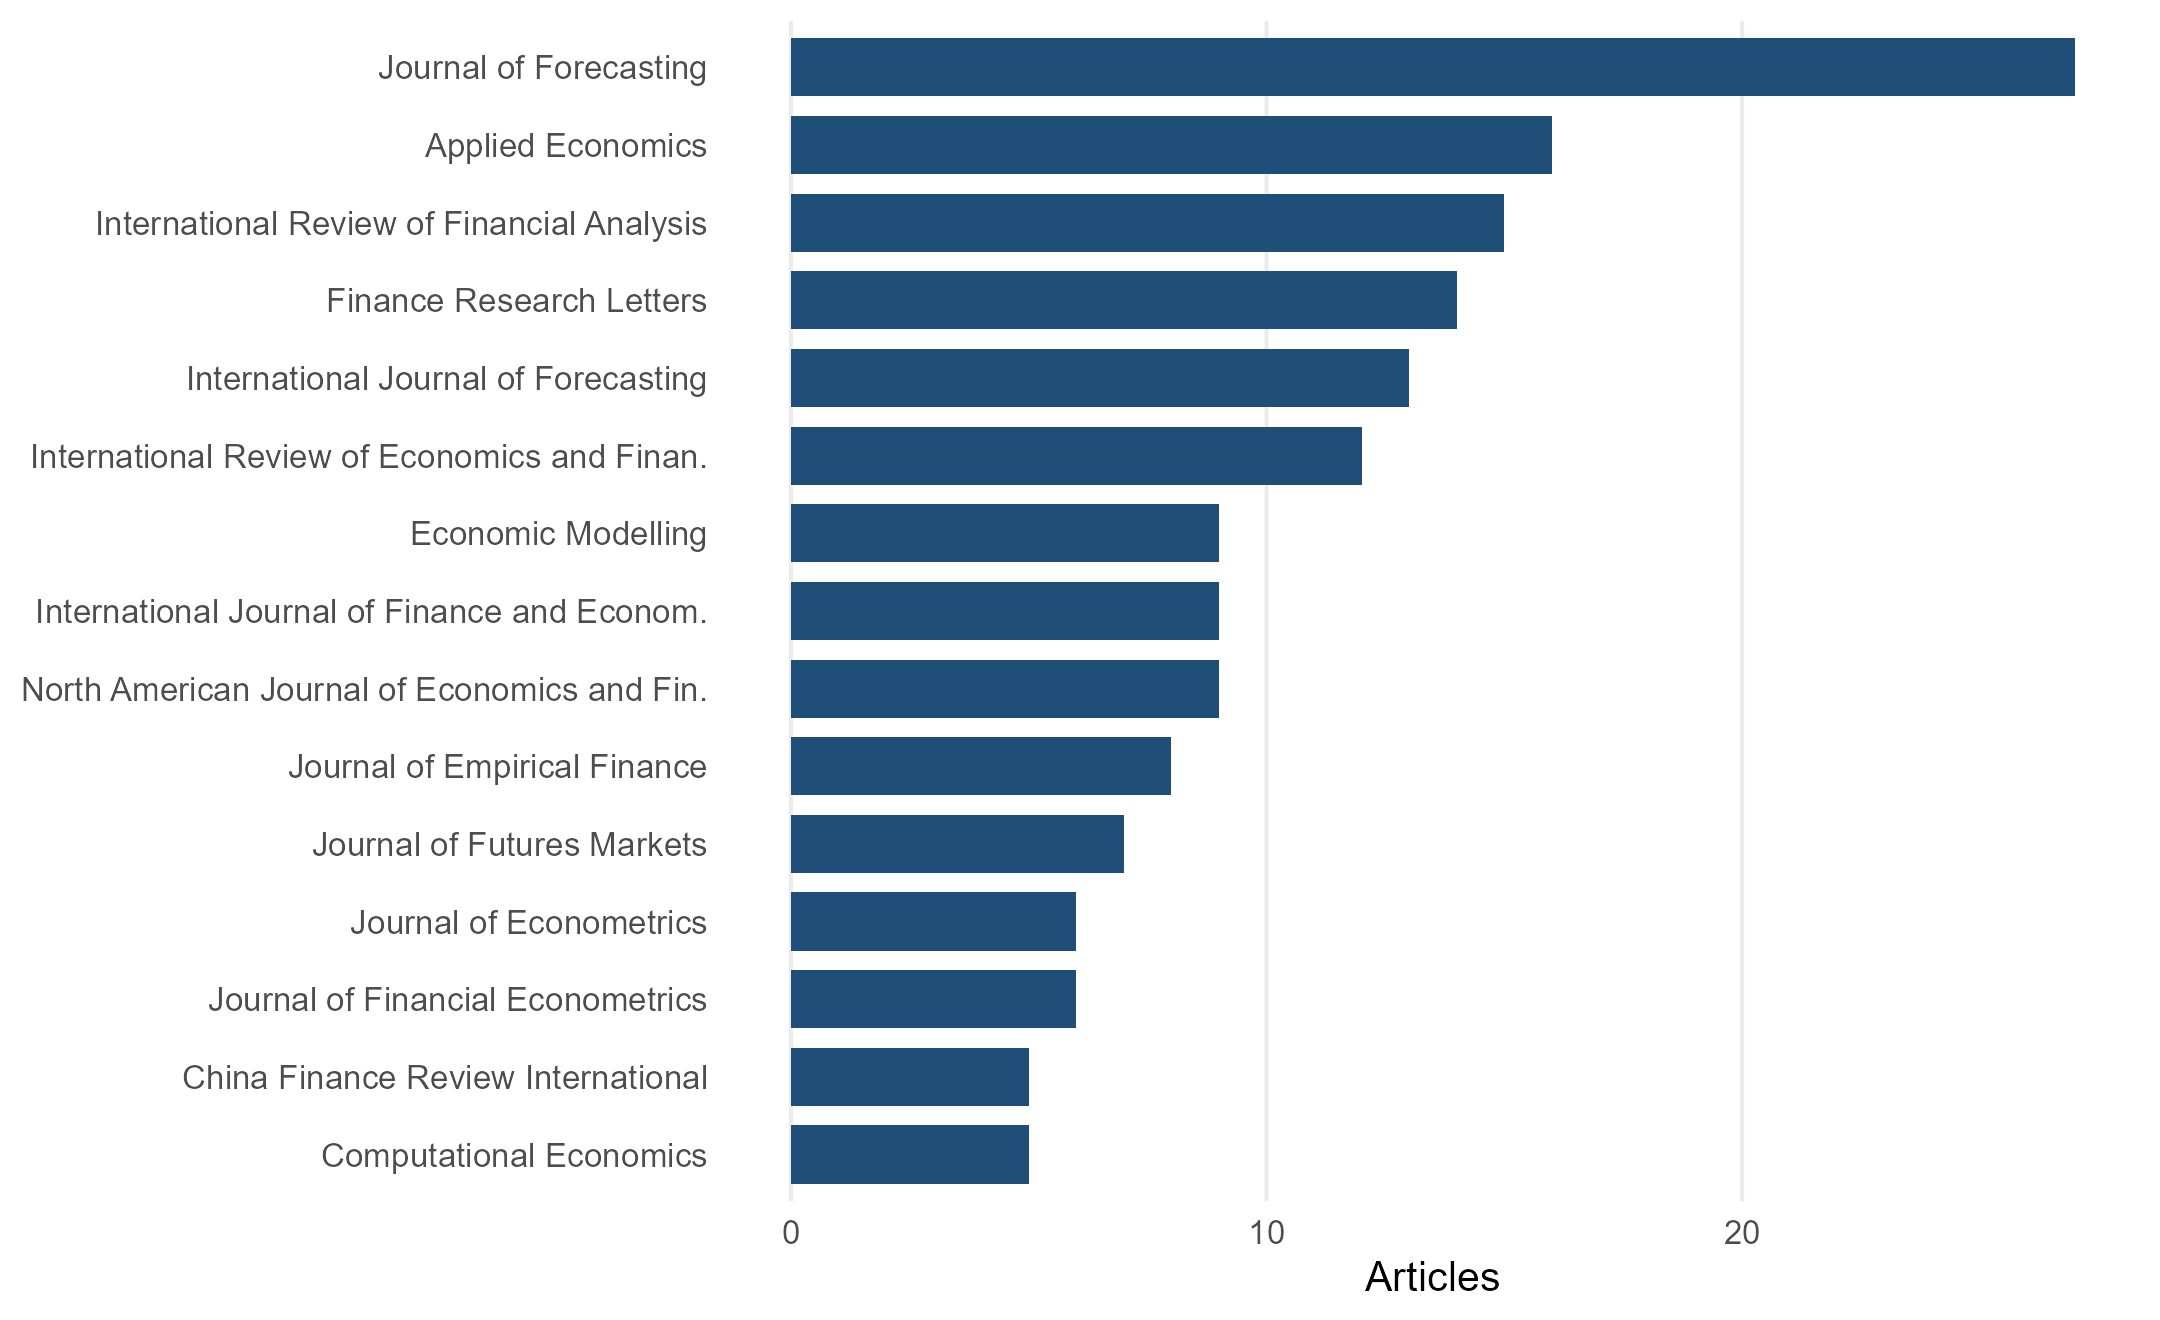 Journal of Forecasting
Applied Economics
International Review of Financial Analysis
Finance Research Letters
International Journal of Forecasting
International Review of Economics and Finan.
Economic Modelling
International Journal of Finance and Econom.
North American Journal of Economics and Fin.
Journal of Empirical Finance
Journal of Futures Markets
Journal of Econometrics
Journal of Financial Econometrics
China Finance Review International
Computational Economics
0 10 20
Articles